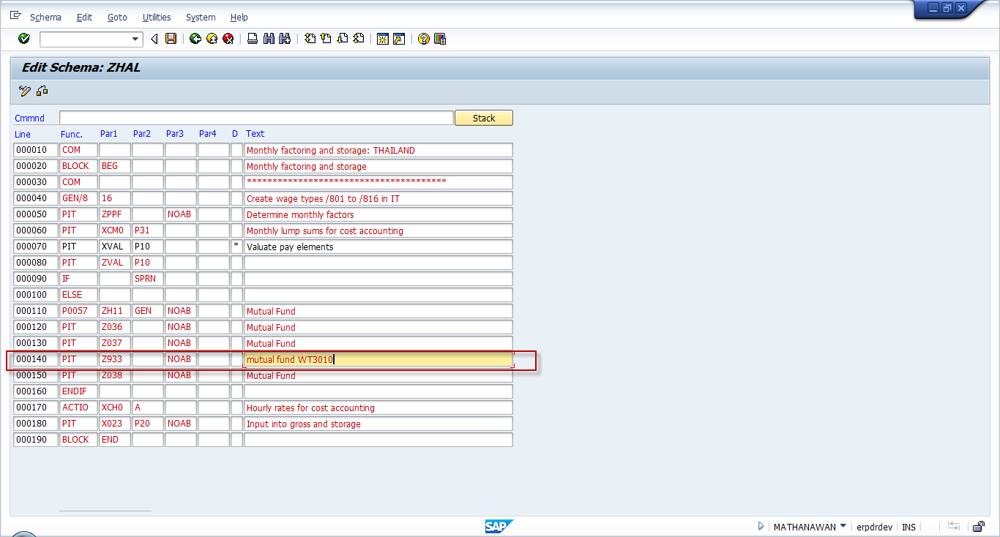 Schema Edit Goto Utilities System Help
Edit Schema: ZHAL
Cmmnd Stack
Line Func. Par1 Par2 Par3 Par4 D Text
000010 COM Monthly factoring and storage: THAILAND
000020 BLOCK BEG Monthly factoring and storage
000030 COM ***************************************
000040 GEN/8 16 Create wage types /801 to /816 in IT
000050 PIT ZPPF NOAB Determine monthly factors
000060 PIT XCM0 P31 Monthly lump sums for cost accounting
000070 PIT XVAL P10 * Valuate pay elements
000080 PIT ZVAL P10
000090 IF SPRN
000100 ELSE
000110 P0057 ZH11 GEN NOAB Mutual Fund
000120 PIT Z036 NOAB Mutual Fund
000130 PIT Z037 NOAB Mutual Fund
000140 PIT Z933 NOAB mutual fund WT3010
000150 PIT Z038 NOAB Mutual Fund
000160 ENDIF
000170 ACTIO XCH0 A Hourly rates for cost accounting
000180 PIT X023 P20 NOAB Input into gross and storage
000190 BLOCK END
SAP MATHANAWAN erpdrdev INS